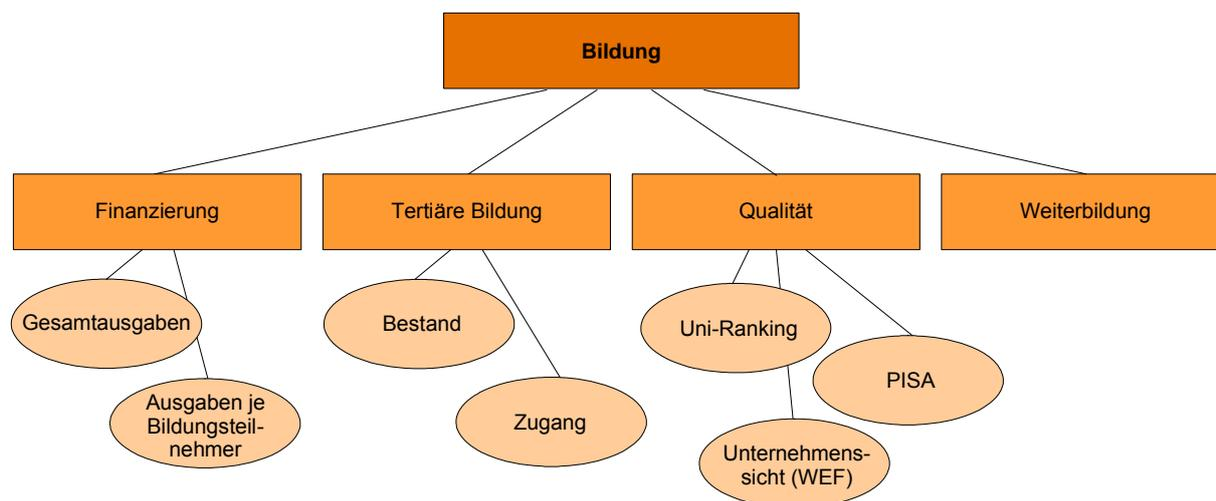 Bildung
Finanzierung
Tertiäre Bildung
Qualität
Weiterbildung
Gesamtausgaben
Bestand
Uni-Ranking
PISA
Ausgaben je
Bildungsteil-
nehmer
Zugang
Unternehmens-
sicht (WEF)